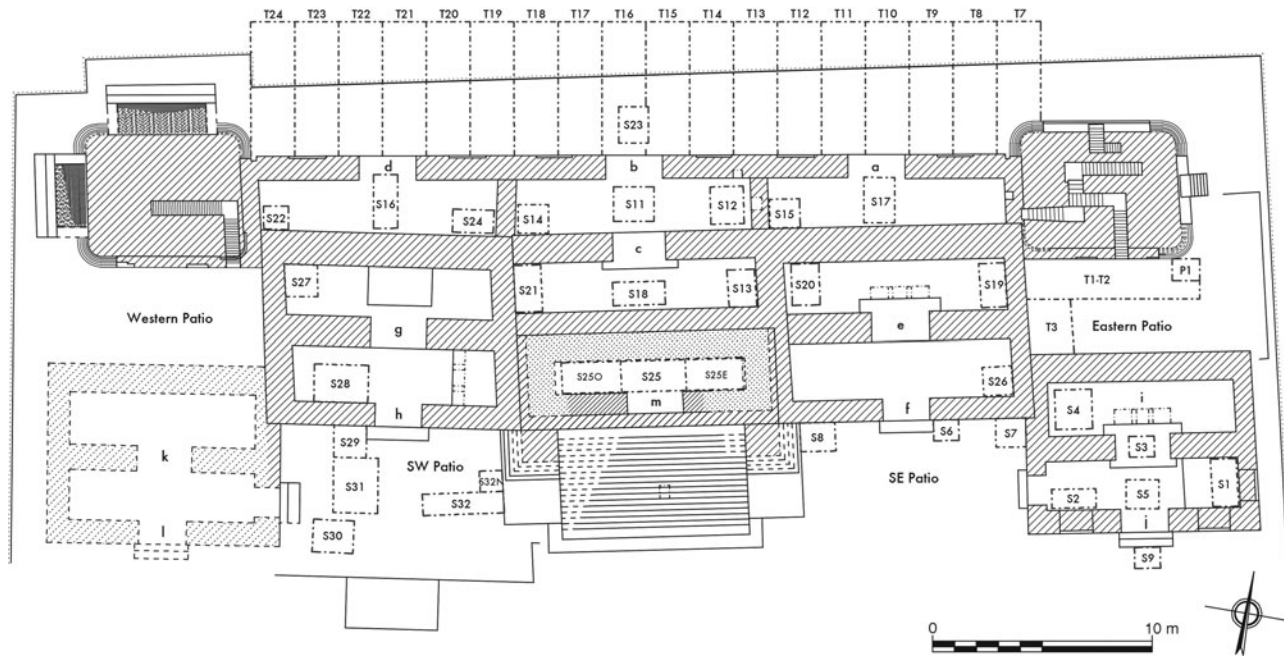 T24 T23 T22 T21 T20 T19 T18 T17 T16 T15 T14 T13 T12 T11 T10 T9 T8 T7
S23
d b a
S22 S16 S24 S14 S11 S12 S15 S17
c
S27 S21 S18 S13 S20 S19 T1-T2 P1
Western Patio g e T3 Eastern Patio
S28 S25O S25 S25E S26
h m f S4 i
S29 S8 S6 S7 S3
k SW Patio SE Patio
S31 S32N S32 S2 S5 S1
l S30 j
S9
0 10 m